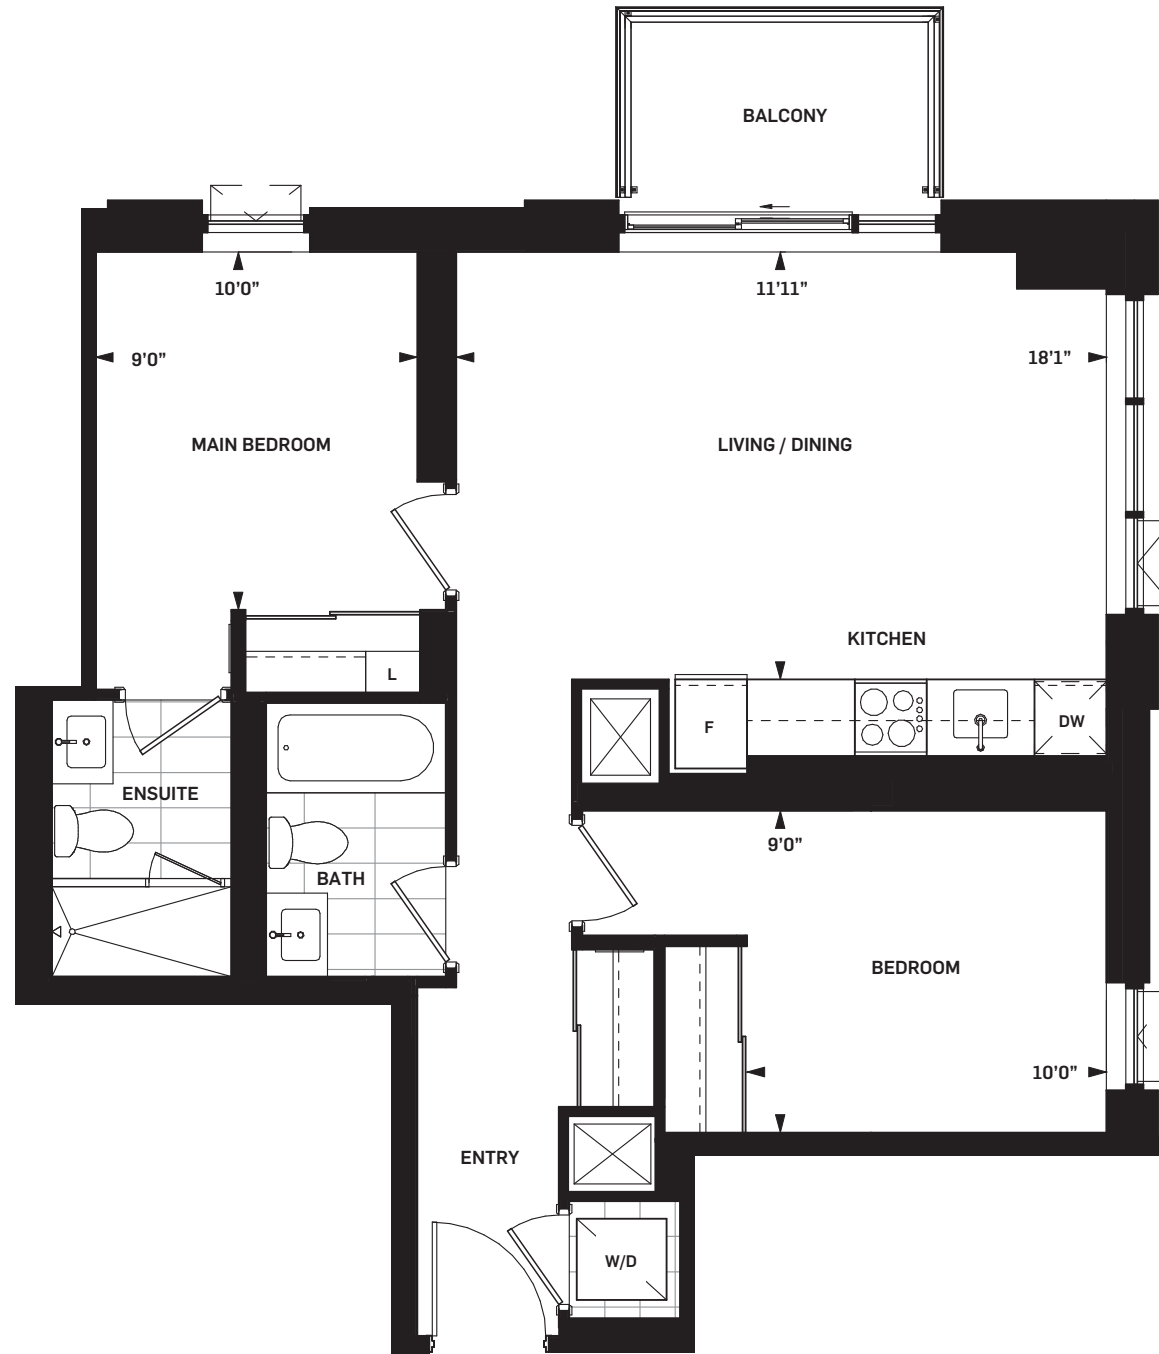 BALCONY
10'0"
11'11"
9'0"
18'1"
MAIN BEDROOM
LIVING / DINING
KITCHEN
L
F
DW
ENSUITE
9'0"
BATH
BEDROOM
10'0"
ENTRY
W/D